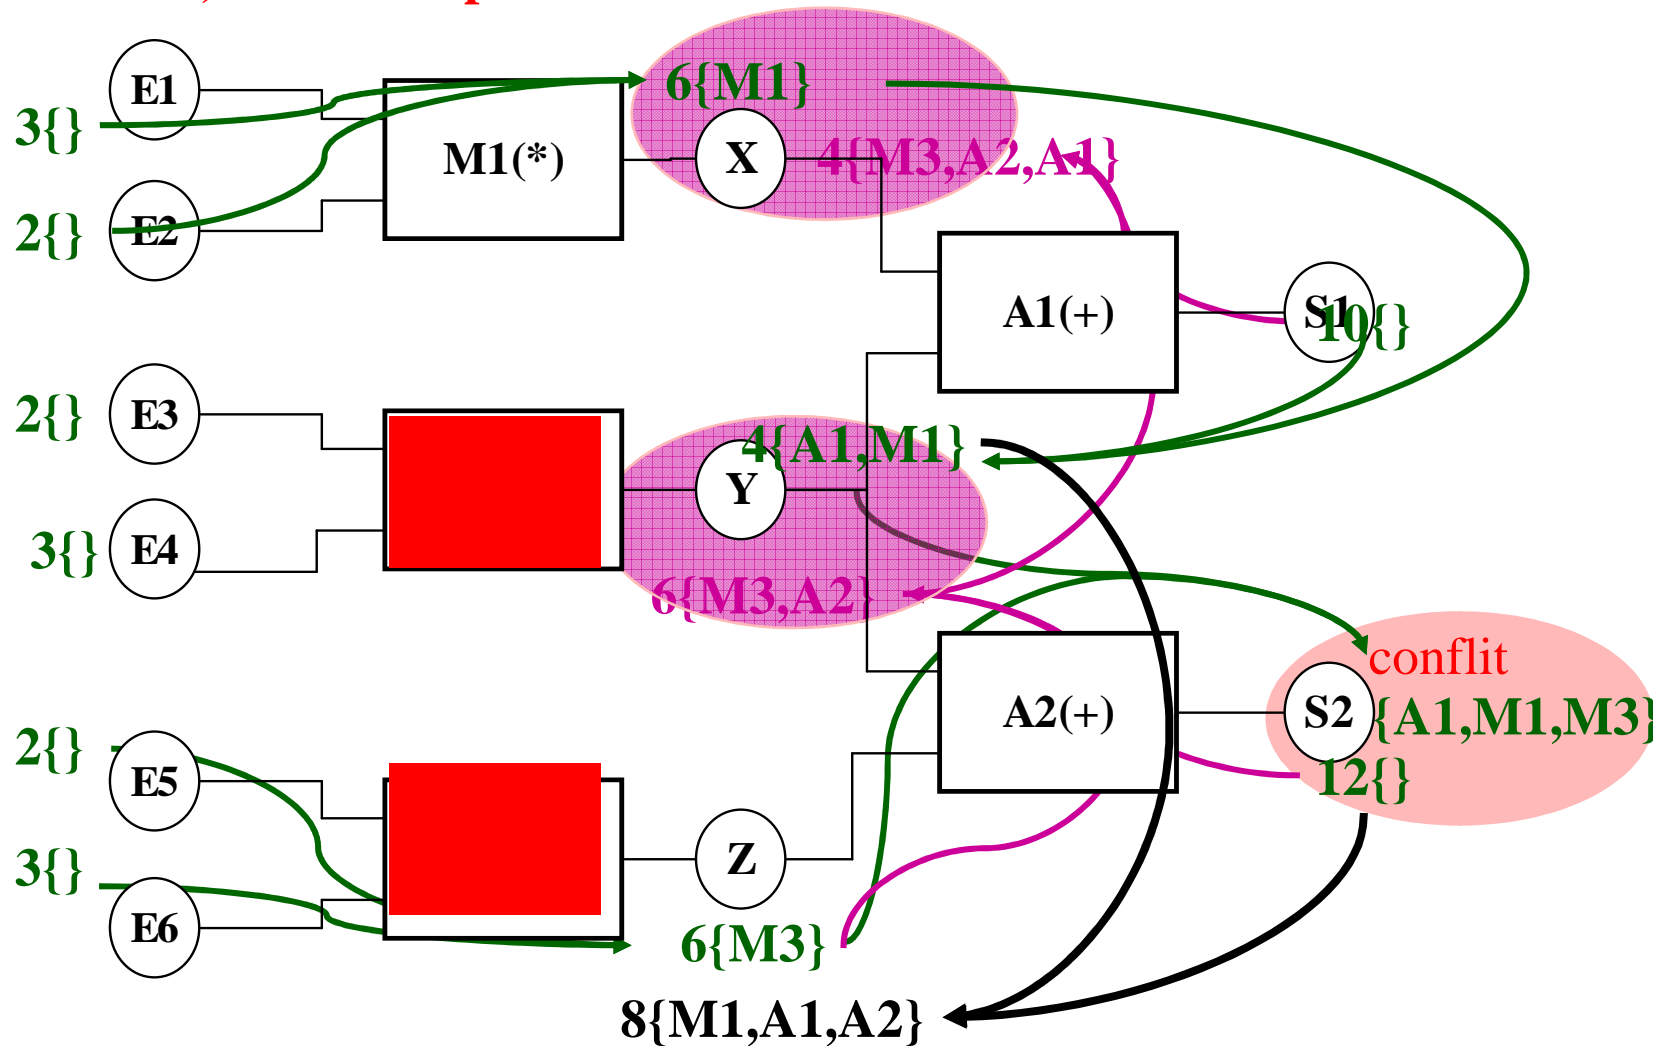 6{M1}
E1
3{}
M1(*)
X
4{M3,A2,A1}
E2
2{}
A1(+)
S1
10{}
E3
2{}
4{A1,M1}
Y
E4
3{}
6{M3,A2}
conflit
A2(+)
S2
{A1,M1,M3}
2{}
E5
12{}
3{}
Z
E6
6{M3}
8{M1,A1,A2}